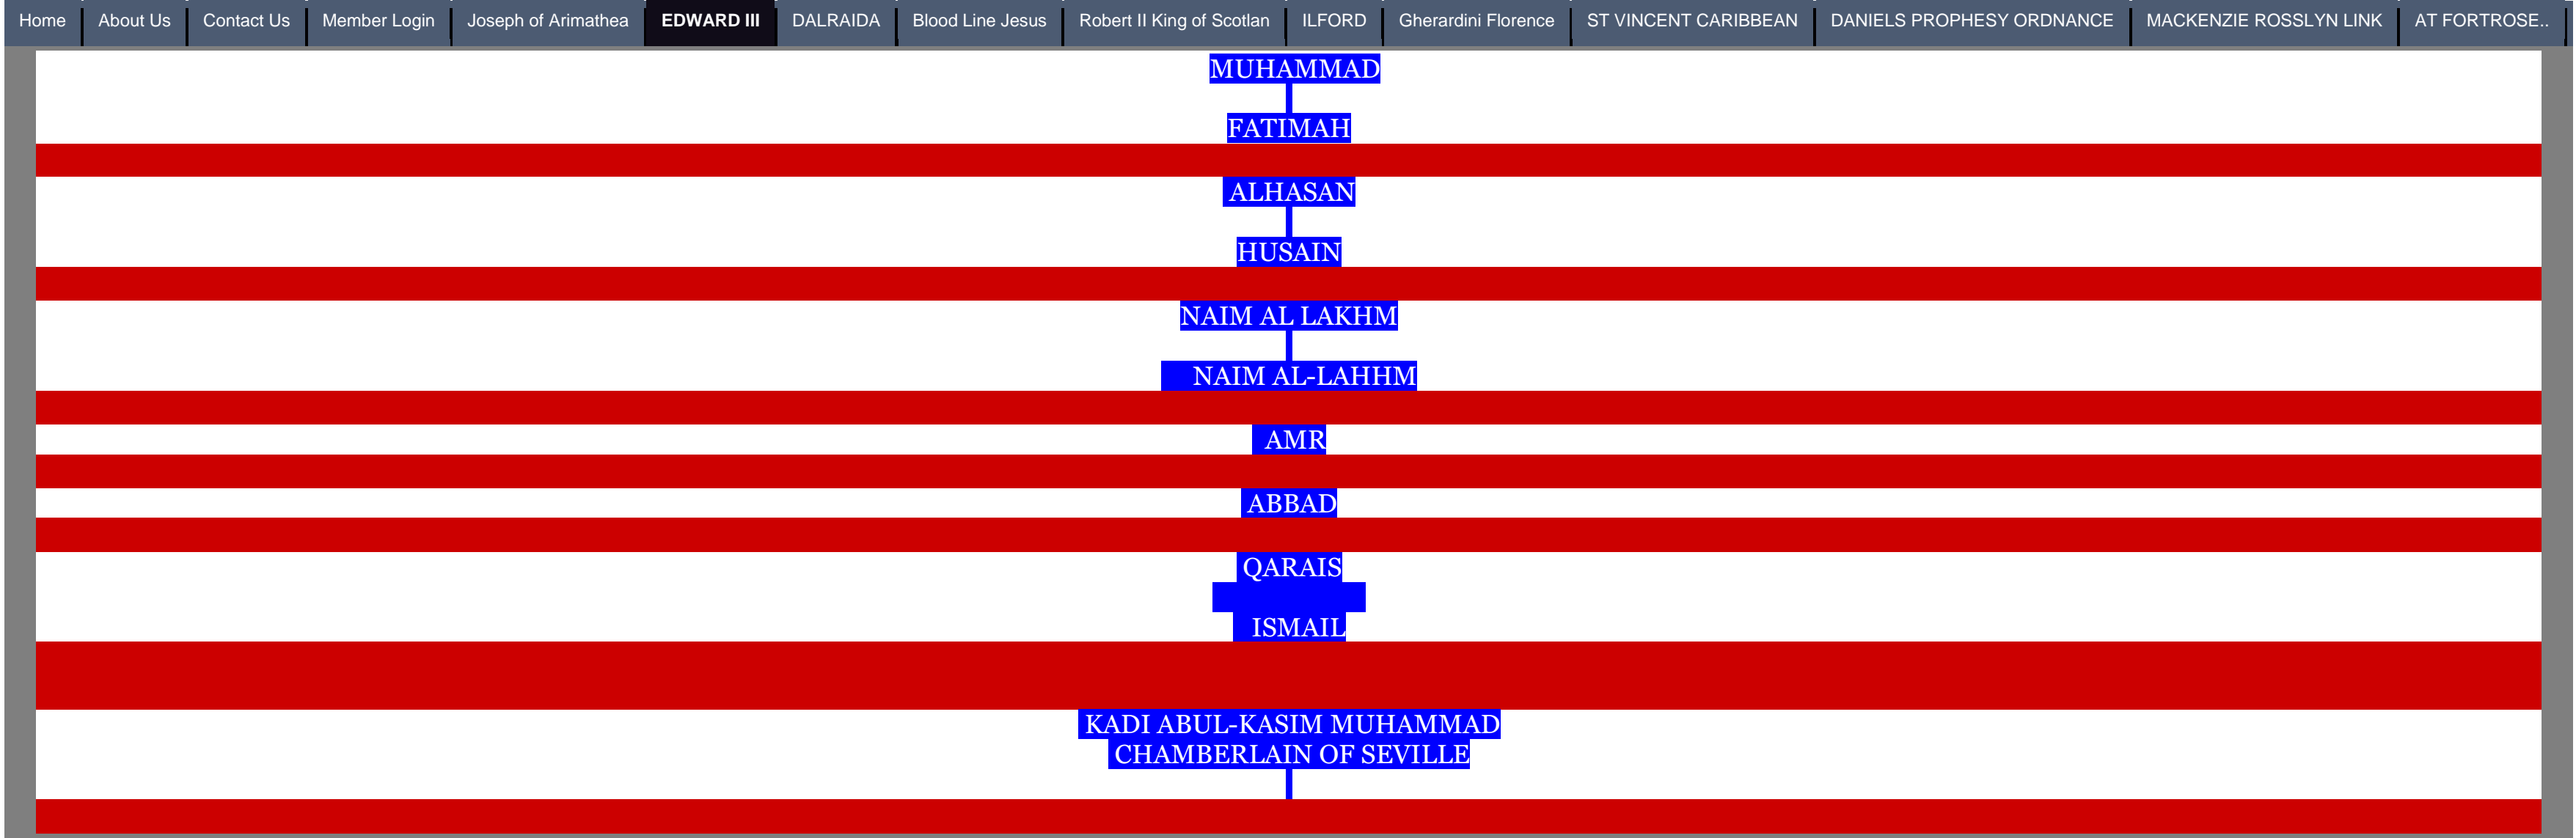 Home About Us Contact Us Member Login Joseph of Arimathea EDWARD III DALRAIDA Blood Line Jesus Robert II King of Scotlan ILFORD Gherardini Florence ST VINCENT CARIBBEAN DANIELS PROPHESY ORDNANCE MACKENZIE ROSSLYN LINK AT FORTROSE..
MUHAMMAD
FATIMAH
ALHASAN
HUSAIN
NAIM AL LAKHM
NAIM AL-LAHHM
AMR
ABBAD
QARAIS
ISMAIL
KADI ABUL-KASIM MUHAMMAD
CHAMBERLAIN OF SEVILLE